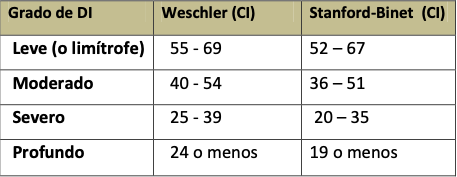 Grado de DI Weschler (CI) Stanford-Binet (CI)
Leve (o limítrofe) 55 - 69 52 – 67
Moderado 40 - 54 36 – 51
Severo 25 - 39 20 – 35
Profundo 24 o menos 19 o menos